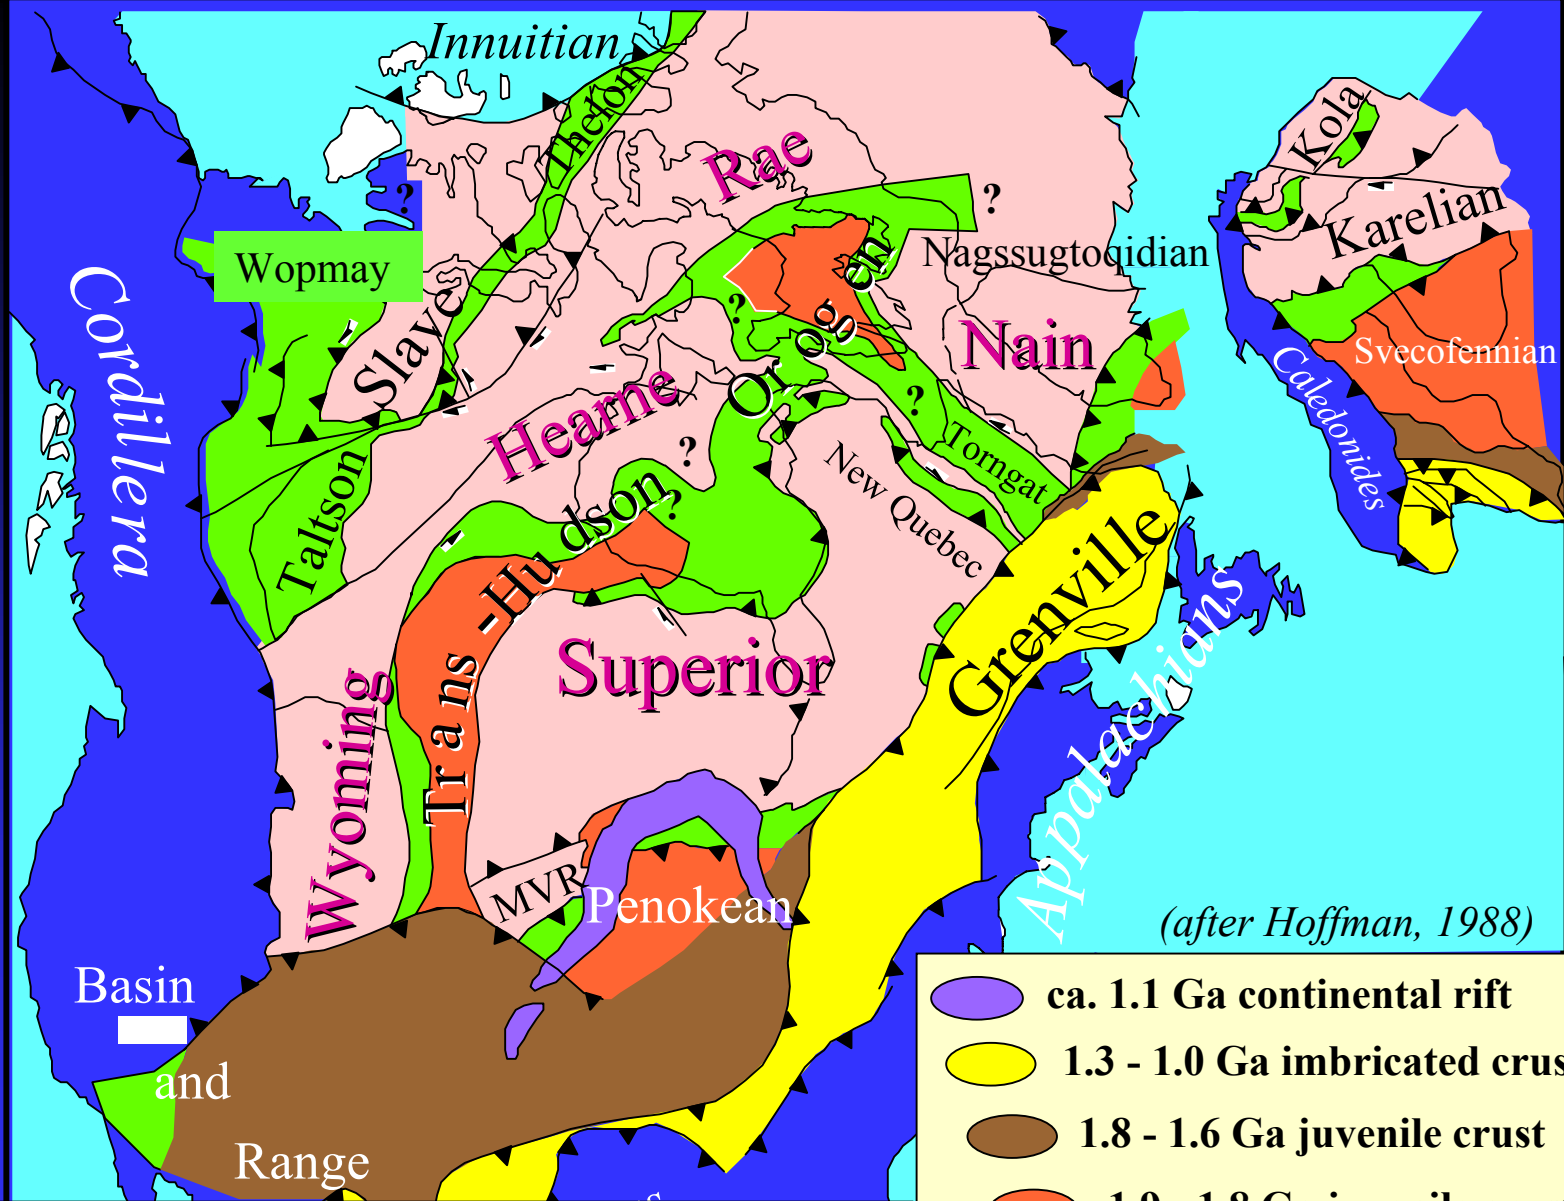 Innuitian
Thelon
Rae
Kola
?
?
Karelian
Wopmay
Nagssugtoqidian
Cordillera
Slave
?
Nain
Svecofennian
Trans-Hudson Orogen
Hearne
?
Caledonides
?
Torngat
New Quebec
Taltson
?
Grenville
Superior
Wyoming
Appalachians
MVR
Penokean
(after Hoffman, 1988)
Basin
and
Range
ca. 1.1 Ga continental rift
1.3 - 1.0 Ga imbricated crus
1.8 - 1.6 Ga juvenile crust